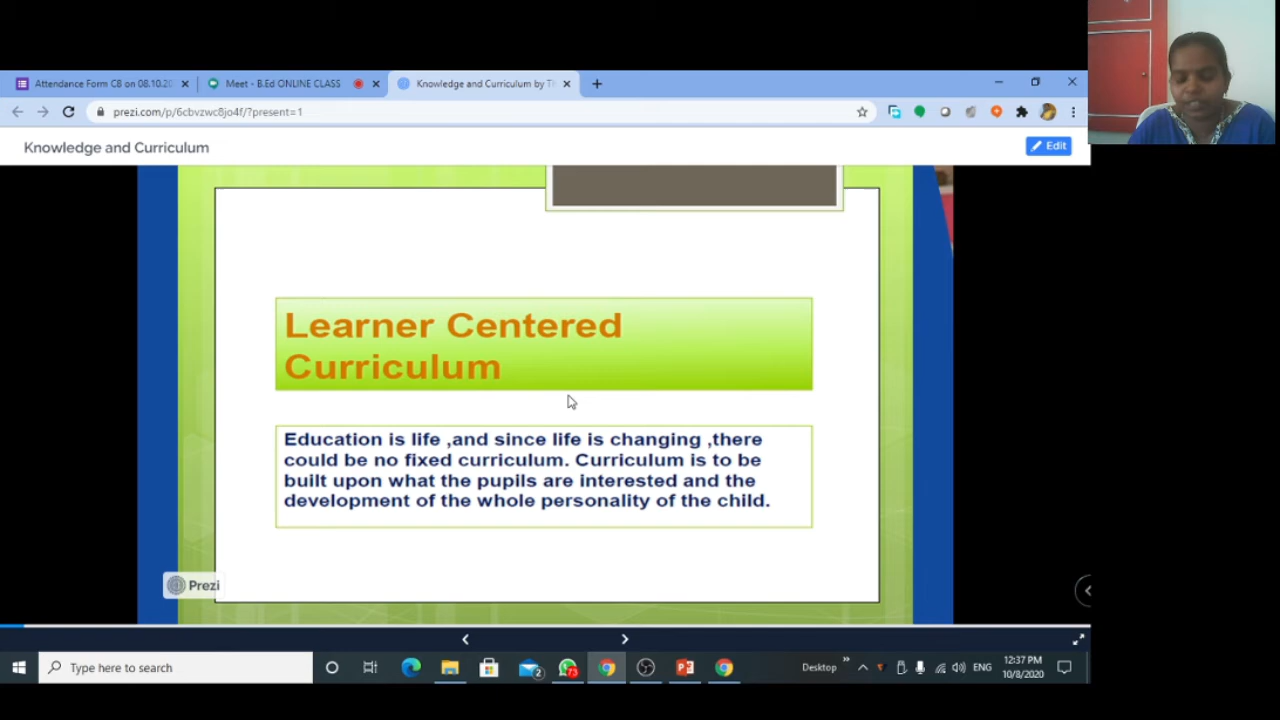 Attendance Form C8 on 08.10.20
Meet - B.Ed ONLINE CLASS
Knowledge and Curriculum by Th
prezi.com/p/6cbvzwc8jo4f/?present=1
Knowledge and Curriculum
Edit
Learner Centered
Curriculum
Education is life ,and since life is changing ,there
could be no fixed curriculum. Curriculum is to be
built upon what the pupils are interested and the
development of the whole personality of the child.
Prezi
Type here to search
2
73
Desktop
ENG
12:37 PM
10/8/2020